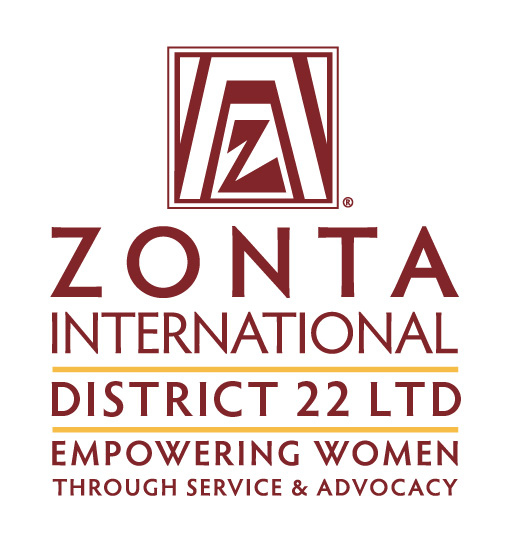 Z
®
ZONTA
INTERNATIONAL
DISTRICT 22 LTD
EMPOWERING WOMEN
THROUGH SERVICE & ADVOCACY